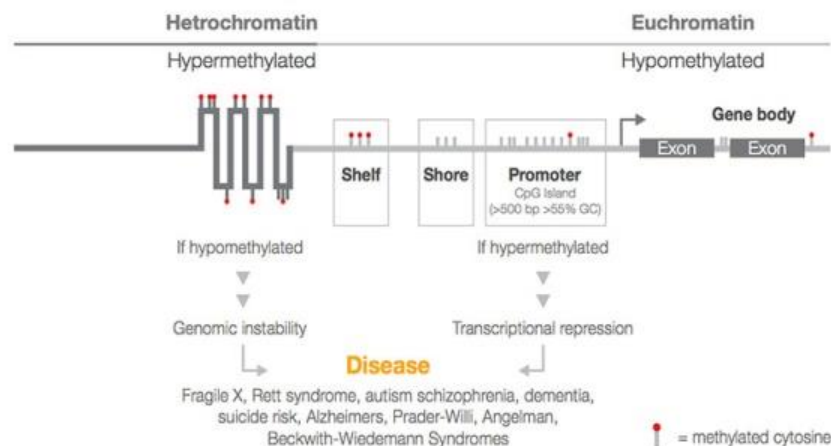 Hetrochromatin
Euchromatin
Hypermethylated
Hypomethylated
Gene body
Exon
Exon
Shelf
Shore
Promoter
CpG Island
(>500 bp >55% GC)
If hypomethylated
If hypermethylated
Genomic instability
Transcriptional repression
Disease
Fragile X, Rett syndrome, autism schizophrenia, dementia,
suicide risk, Alzheimers, Prader-Willi, Angelman,
Beckwith-Wiedemann Syndromes
= methylated cytosine